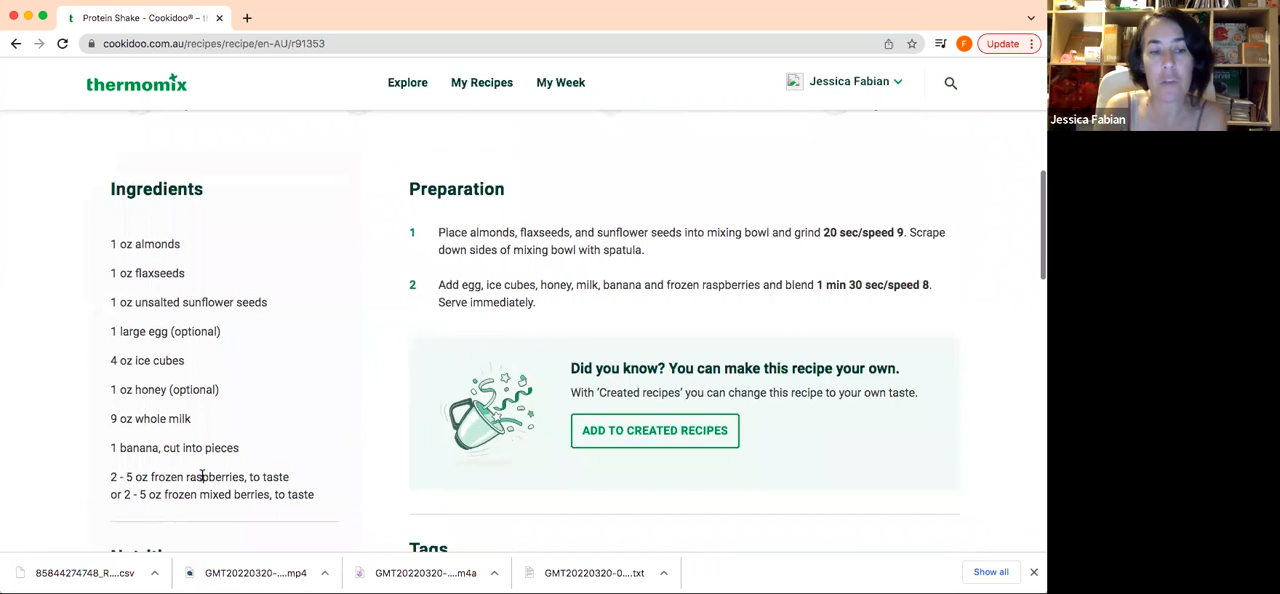 Protein Shake - Cookidoo® – t
cookidoo.com.au/recipes/recipe/en-AU/r91353
F
Update
thermomix
Explore
My Recipes
My Week
Jessica Fabian
Jessica Fabian
Ingredients
1 oz almonds
1 oz flaxseeds
1 oz unsalted sunflower seeds
1 large egg (optional)
4 oz ice cubes
1 oz honey (optional)
9 oz whole milk
1 banana, cut into pieces
2 - 5 oz frozen raspberries, to taste
or 2 - 5 oz frozen mixed berries, to taste
Preparation
1 Place almonds, flaxseeds, and sunflower seeds into mixing bowl and grind 20 sec/speed 9. Scrape
down sides of mixing bowl with spatula.
2 Add egg, ice cubes, honey, milk, banana and frozen raspberries and blend 1 min 30 sec/speed 8.
Serve immediately.
Did you know? You can make this recipe your own.
With ‘Created recipes’ you can change this recipe to your own taste.
ADD TO CREATED RECIPES
Tags
85844274748_R....csv
GMT20220320-....mp4
GMT20220320-....m4a
GMT20220320-0....txt
Show all